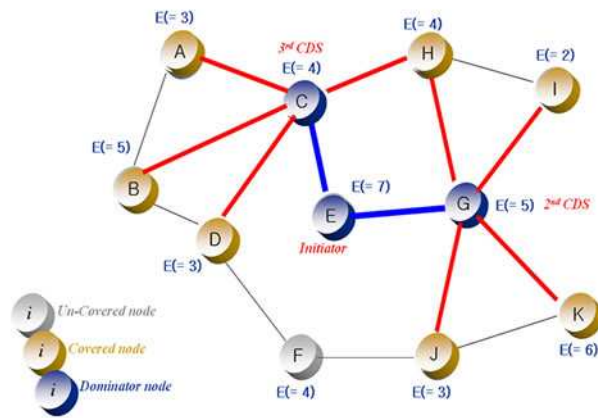 E(= 3)
A
3rd CDS
E(= 4)
C
E(= 4)
H
E(= 2)
I
E(= 5)
B
E(= 7)
E
Initiator
G
E(= 5)
2nd CDS
D
E(= 3)
i
Un-Covered node
i
Covered node
i
Dominator node
F
E(= 4)
J
E(= 3)
K
E(= 6)